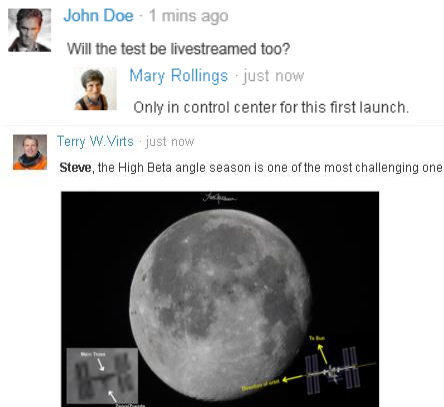 John Doe · 1 mins ago
Will the test be livestreamed too?
Mary Rollings · just now
Only in control center for this first launch.
Terry W.Virts · just now
Steve, the High Beta angle season is one of the most challenging one
To Sun
Main Truss
Direction of orbit